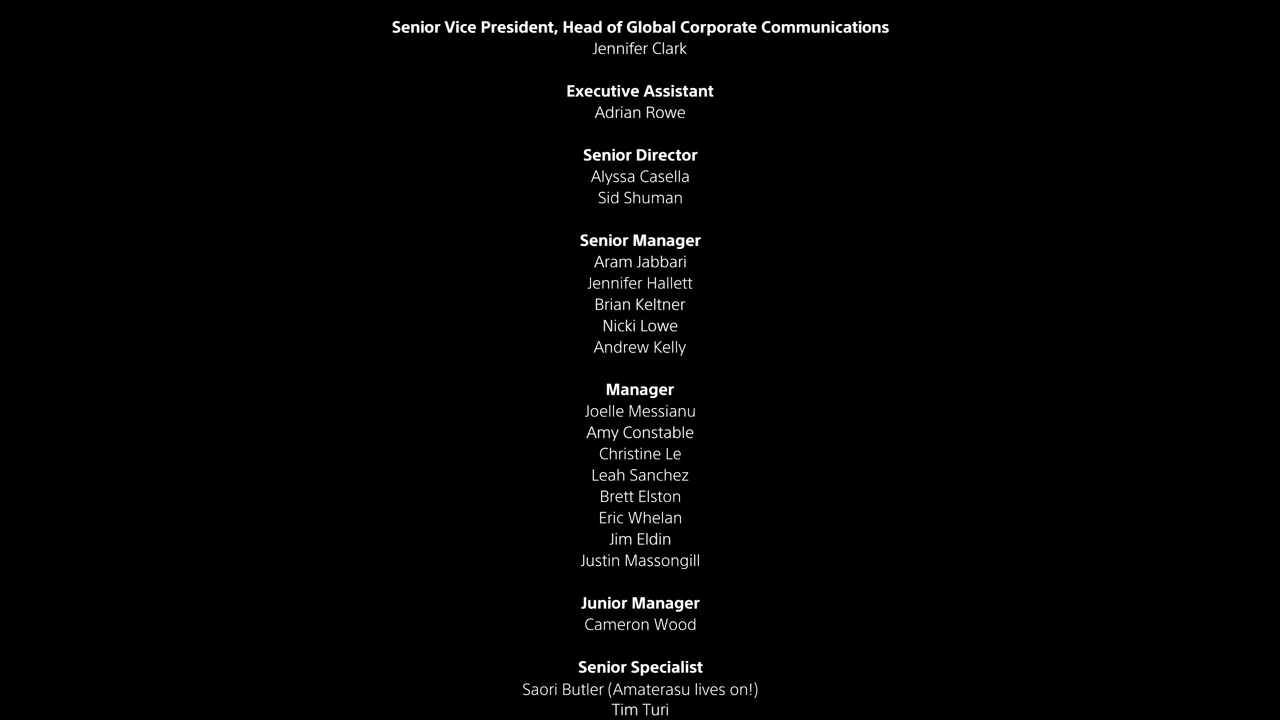 Senior Vice President, Head of Global Corporate Communications
Jennifer Clark
Executive Assistant
Adrian Rowe
Senior Director
Alyssa Casella
Sid Shuman
Senior Manager
Aram Jabbari
Jennifer Hallett
Brian Keltner
Nicki Lowe
Andrew Kelly
Manager
Joelle Messianu
Amy Constable
Christine Le
Leah Sanchez
Brett Elston
Eric Whelan
Jim Eldin
Justin Massongill
Junior Manager
Cameron Wood
Senior Specialist
Saori Butler (Amaterasu lives on!)
Tim Turi